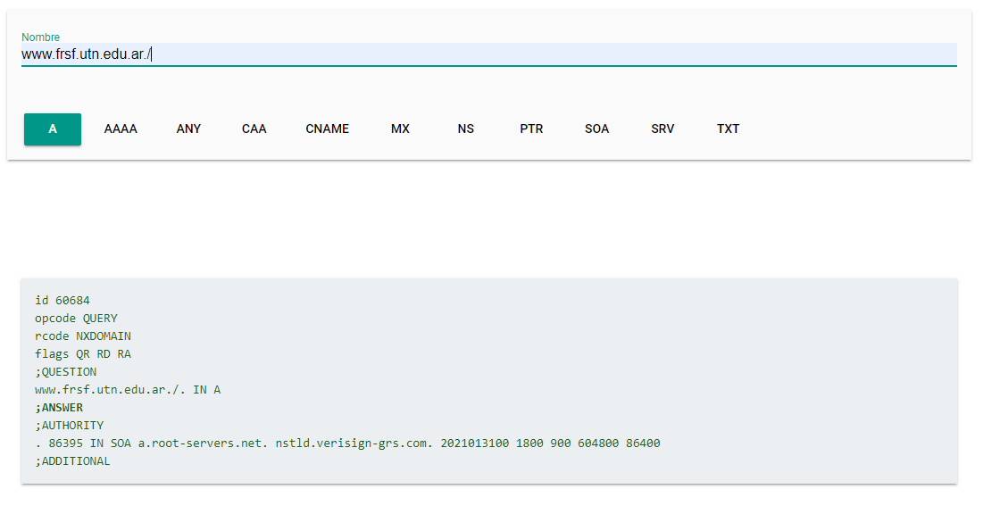 Nombre
www.frsf.utn.edu.ar./
A AAAA ANY CAA CNAME MX NS PTR SOA SRV TXT
id 60684
opcode QUERY
rcode NXDOMAIN
flags QR RD RA
;QUESTION
www.frsf.utn.edu.ar./. IN A
;ANSWER
;AUTHORITY
. 86395 IN SOA a.root-servers.net. nstld.verisign-grs.com. 2021013100 1800 900 604800 86400
;ADDITIONAL